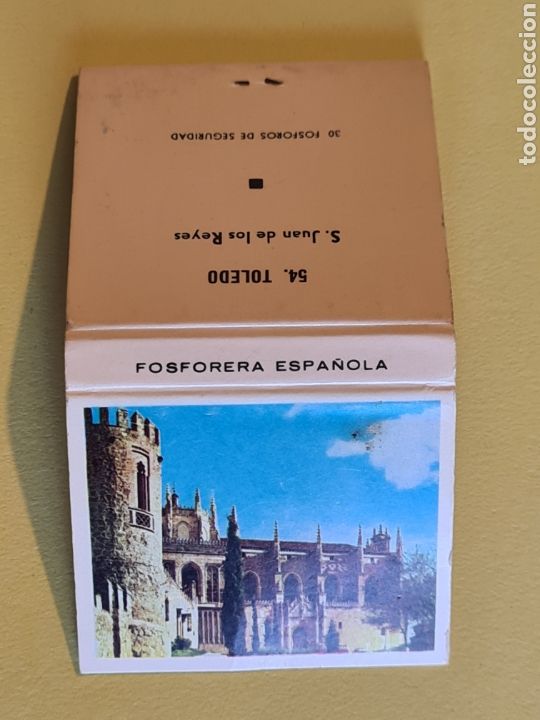 54. TOLEDO
S. Juan de los Reyes
30 FOSFOROS DE SEGURIDAD
FOSFORERA ESPAÑOLA
todocoleccion